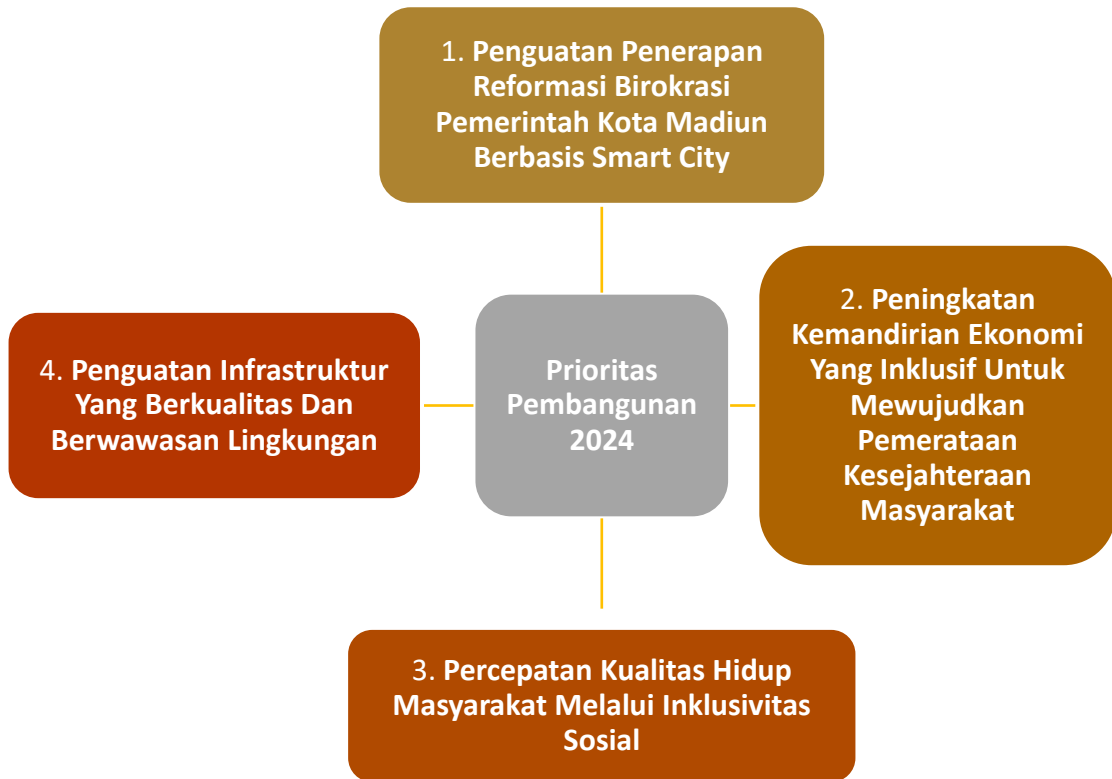 1. Penguatan Penerapan
Reformasi Birokrasi
Pemerintah Kota Madiun
Berbasis Smart City
2. Peningkatan
Kemandirian Ekonomi
Yang Inklusif Untuk
Mewujudkan
Pemerataan
Kesejahteraan
Masyarakat
4. Penguatan Infrastruktur
Yang Berkualitas Dan
Berwawasan Lingkungan
Prioritas
Pembangunan
2024
3. Percepatan Kualitas Hidup
Masyarakat Melalui Inklusivitas
Sosial